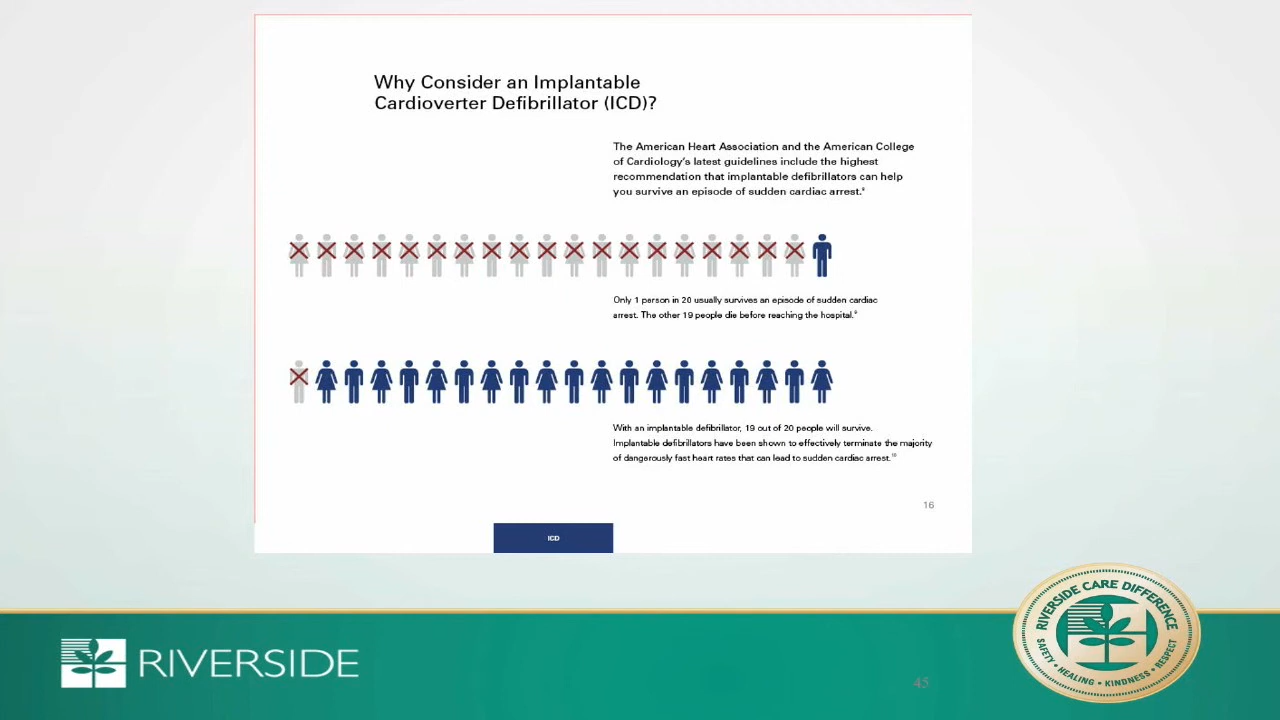 Why Consider an Implantable
Cardioverter Defibrillator (ICD)?
The American Heart Association and the American College
of Cardiology's latest guidelines include the highest
recommendation that implantable defibrillators can help
you survive an episode of sudden cardiac arrest.⁸
Only 1 person in 20 usually survives an episode of sudden cardiac
arrest. The other 19 people die before reaching the hospital.⁹
With an implantable defibrillator, 19 out of 20 people will survive.
Implantable defibrillators have been shown to effectively terminate the majority
of dangerously fast heart rates that can lead to sudden cardiac arrest.¹⁰
16
ICD
RIVERSIDE
45
RIVERSIDE CARE DIFFERENCE
SAFETY • HEALING • KINDNESS • RESPECT